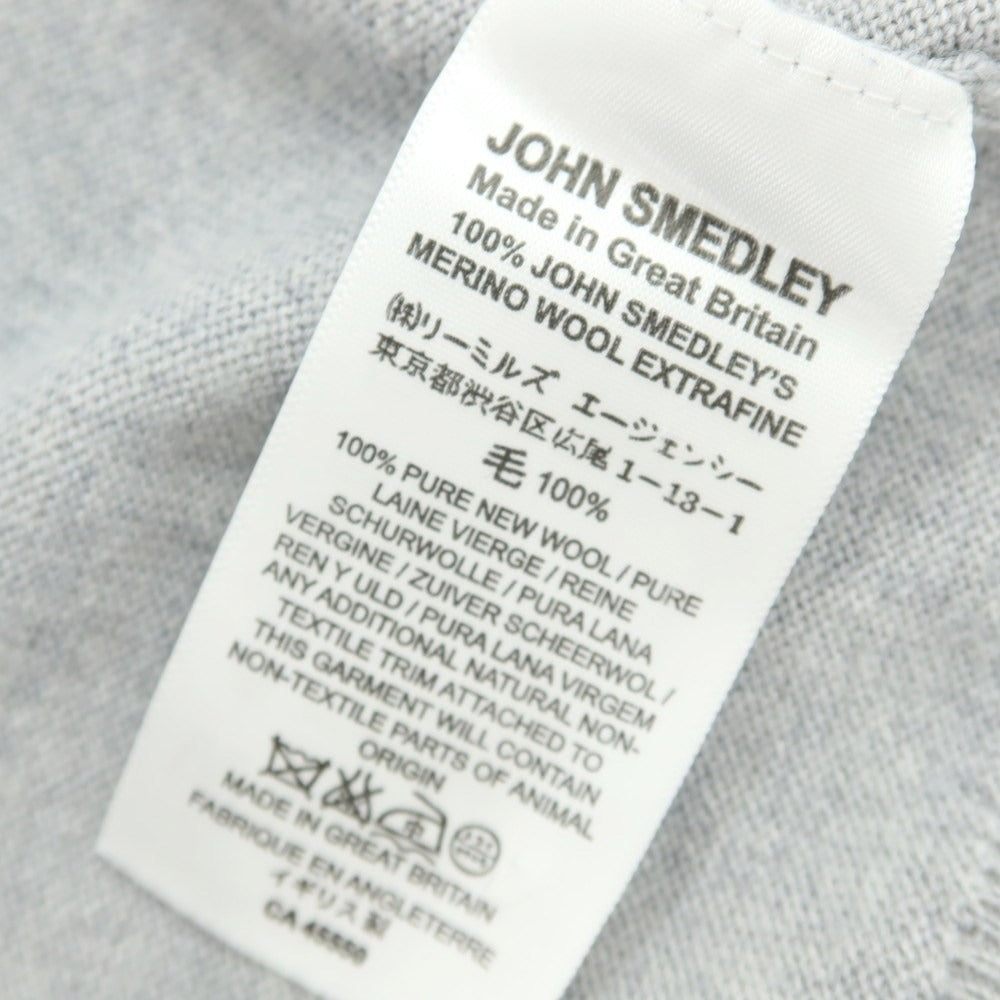 JOHN SMEDLEY
Made in Great Britain
100% JOHN SMEDLEY'S
MERINO WOOL EXTRAFINE
(株)リーミルズ エージェンシー
東京都渋谷区広尾 1-13-1
毛 100%
100% PURE NEW WOOL / PURE
LAINE VIERGE / REINE
SCHURWOLLE / PURA LANA
VERGINE / ZUIVER SCHEERWOL /
REN Y ULD / PURA LANA VIRGEM
ANY ADDITIONAL NATURAL NON-
TEXTILE TRIM ATTACHED TO
THIS GARMENT WILL CONTAIN
NON-TEXTILE PARTS OF ANIMAL
ORIGIN
MADE IN GREAT BRITAIN
FABRIQUE EN ANGLETERRE
イギリス製
CA